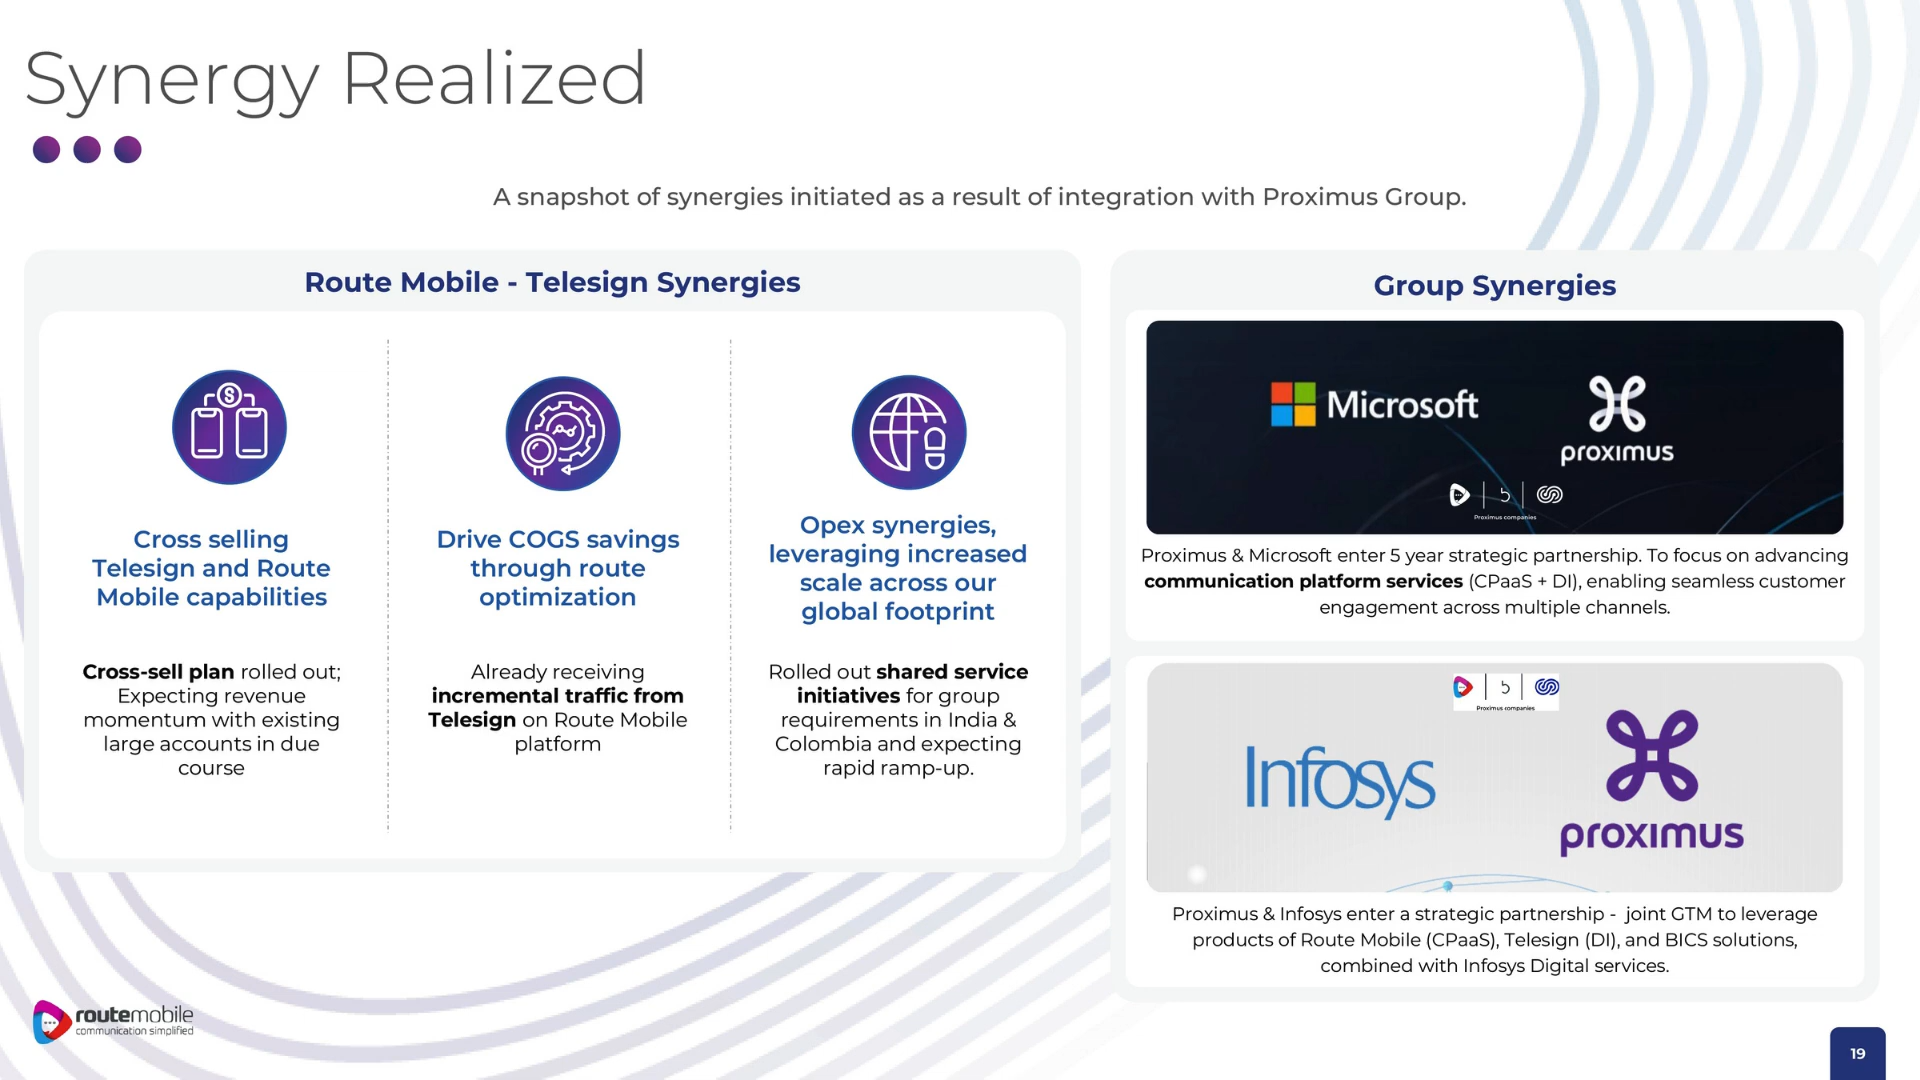 Synergy Realized
A snapshot of synergies initiated as a result of integration with Proximus Group.
Route Mobile - Telesign Synergies
Cross selling
Telesign and Route
Mobile capabilities
Cross-sell plan rolled out;
Expecting revenue
momentum with existing
large accounts in due
course
Drive COGS savings
through route
optimization
Already receiving
incremental traffic from
Telesign on Route Mobile
platform
Opex synergies,
leveraging increased
scale across our
global footprint
Rolled out shared service
initiatives for group
requirements in India &
Colombia and expecting
rapid ramp-up.
Group Synergies
Microsoft
proximus
Proximus companies
Proximus & Microsoft enter 5 year strategic partnership. To focus on advancing
communication platform services (CPaaS + DI), enabling seamless customer
engagement across multiple channels.
Proximus companies
Infosys
proximus
Proximus & Infosys enter a strategic partnership - joint GTM to leverage
products of Route Mobile (CPaaS), Telesign (DI), and BICS solutions,
combined with Infosys Digital services.
routemobile
communication simplified
19